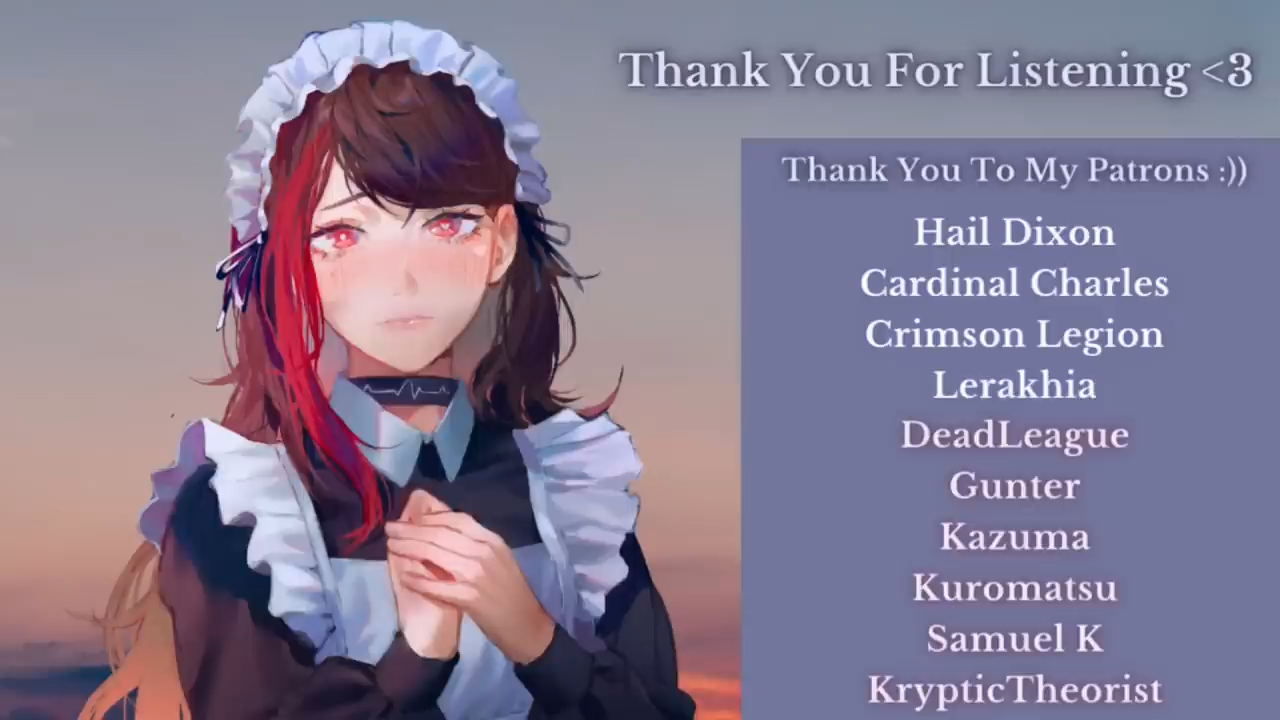 Thank You For Listening <3
Thank You To My Patrons :))
Hail Dixon
Cardinal Charles
Crimson Legion
Lerakhia
DeadLeague
Gunter
Kazuma
Kuromatsu
Samuel K
KrypticTheorist